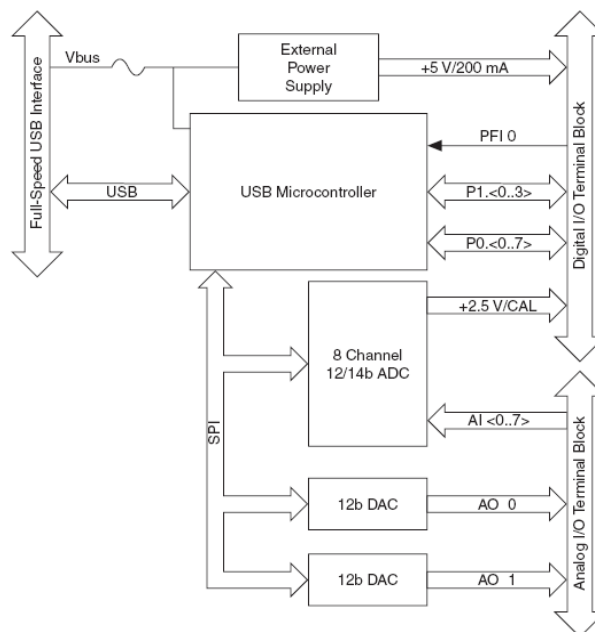 Full-Speed USB Interface
Vbus
External
Power
Supply
+5 V/200 mA
Digital I/O Terminal Block
USB
USB Microcontroller
PFI 0
P1.<0..3>
P0.<0..7>
+2.5 V/CAL
8 Channel
12/14b ADC
SPI
AI <0..7>
Analog I/O Terminal Block
12b DAC
AO 0
12b DAC
AO 1